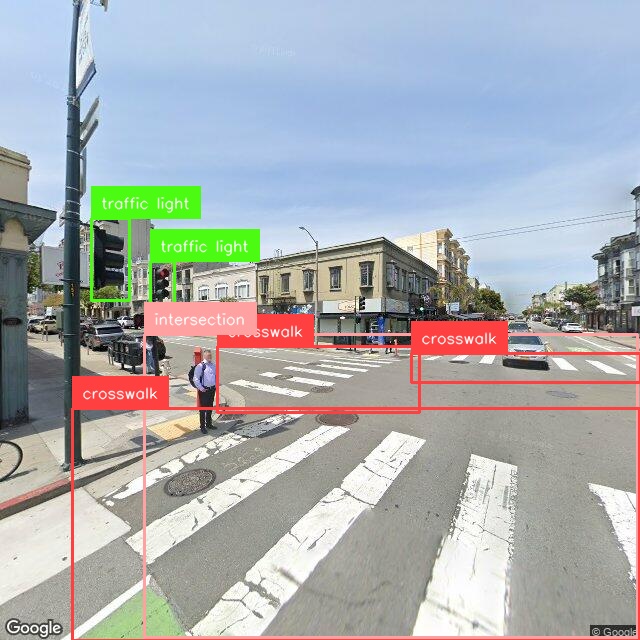 traffic light
traffic light
intersection
crosswalk
crosswalk
crosswalk
Google
© Google